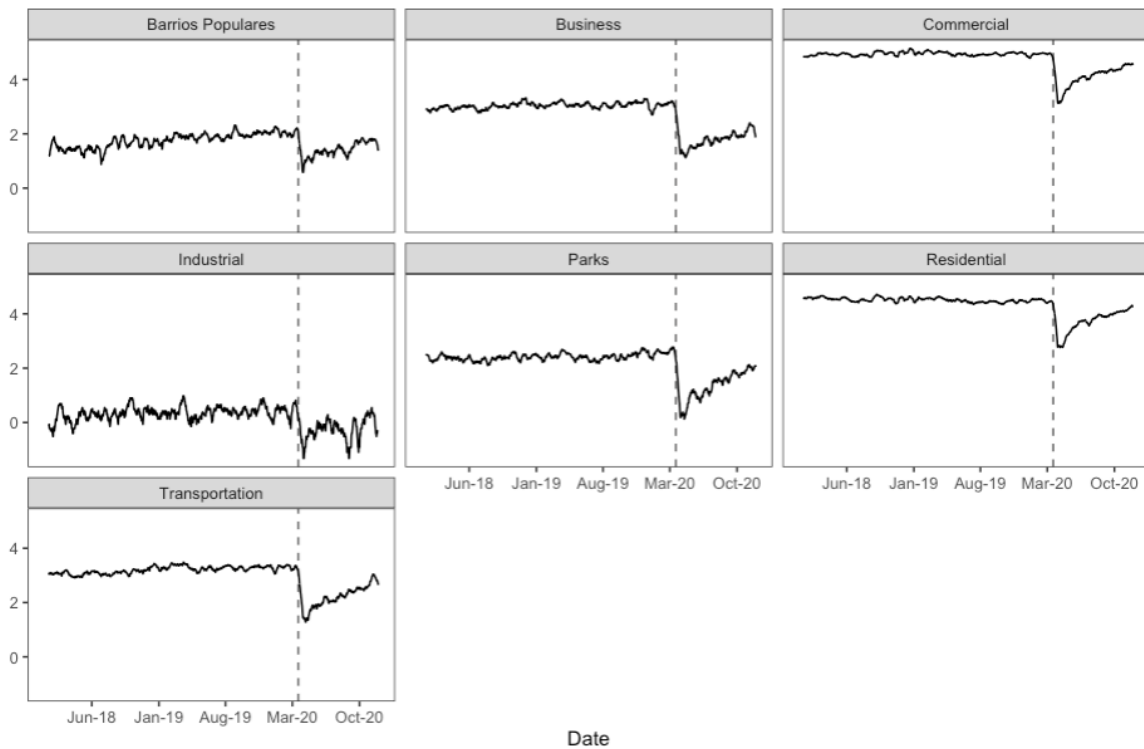 Barrios Populares Business Commercial
4
2
0
Industrial Parks Residential
4
2
0
Jun-18 Jan-19 Aug-19 Mar-20 Oct-20 Jun-18 Jan-19 Aug-19 Mar-20 Oct-20
Transportation
4
2
0
Jun-18 Jan-19 Aug-19 Mar-20 Oct-20
Date